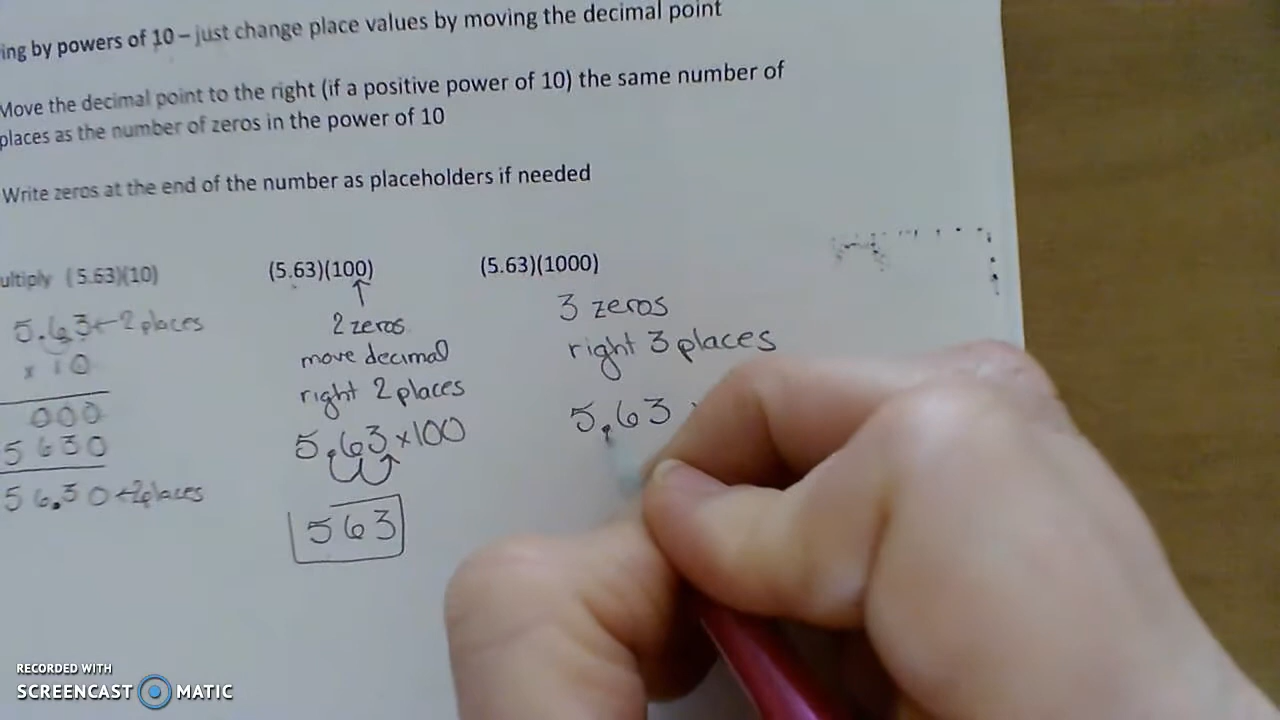 ing by powers of 10 – just change place values by moving the decimal point
Move the decimal point to the right (if a positive power of 10) the same number of
places as the number of zeros in the power of 10
Write zeros at the end of the number as placeholders if needed
ultiply (5.63)(10)
5.63←2 places
x 10
000
5630
56.30←2places
(5.63)(100)
↑
2 zeros
move decimal
right 2 places
5.63x100
563
(5.63)(1000)
3 zeros
right 3 places
5.63
RECORDED WITH
SCREENCAST MATIC